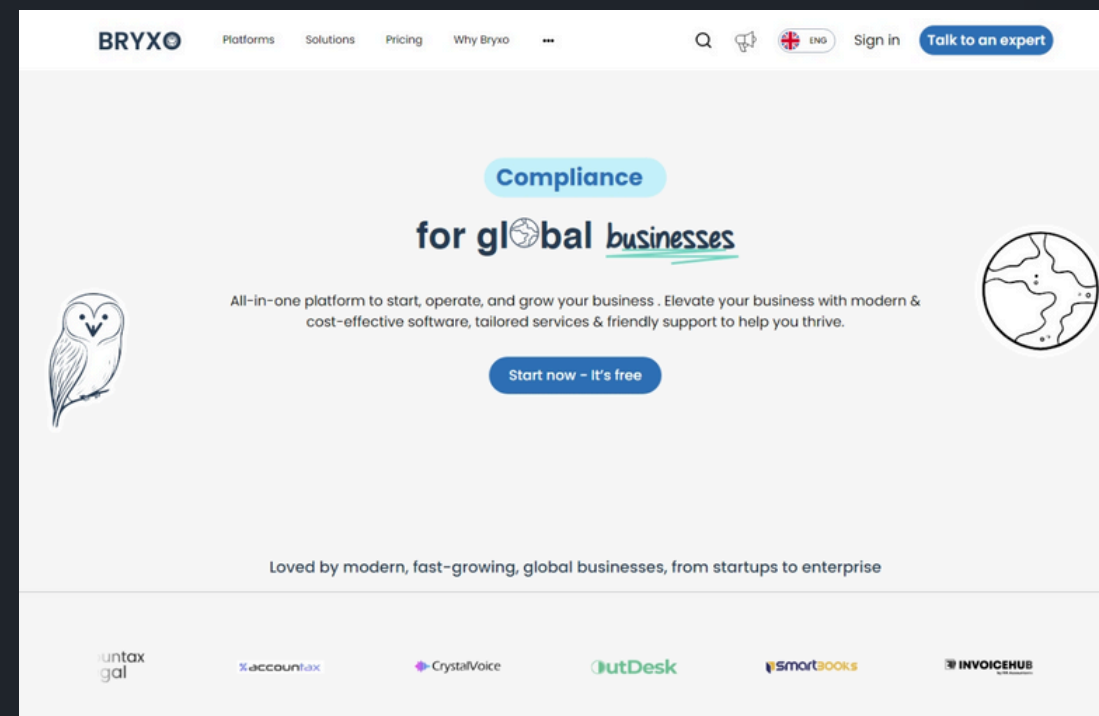 BRYXO
Platforms Solutions Pricing Why Bryxo ••• ENG Sign in Talk to an expert
Compliance
for global businesses
All-in-one platform to start, operate, and grow your business . Elevate your business with modern &
cost-effective software, tailored services & friendly support to help you thrive.
Start now - It's free
Loved by modern, fast-growing, global businesses, from startups to enterprise
untax
gal
accountax
CrystalVoice
OutDesk
SMARTBOOKS
INVOICEHUB